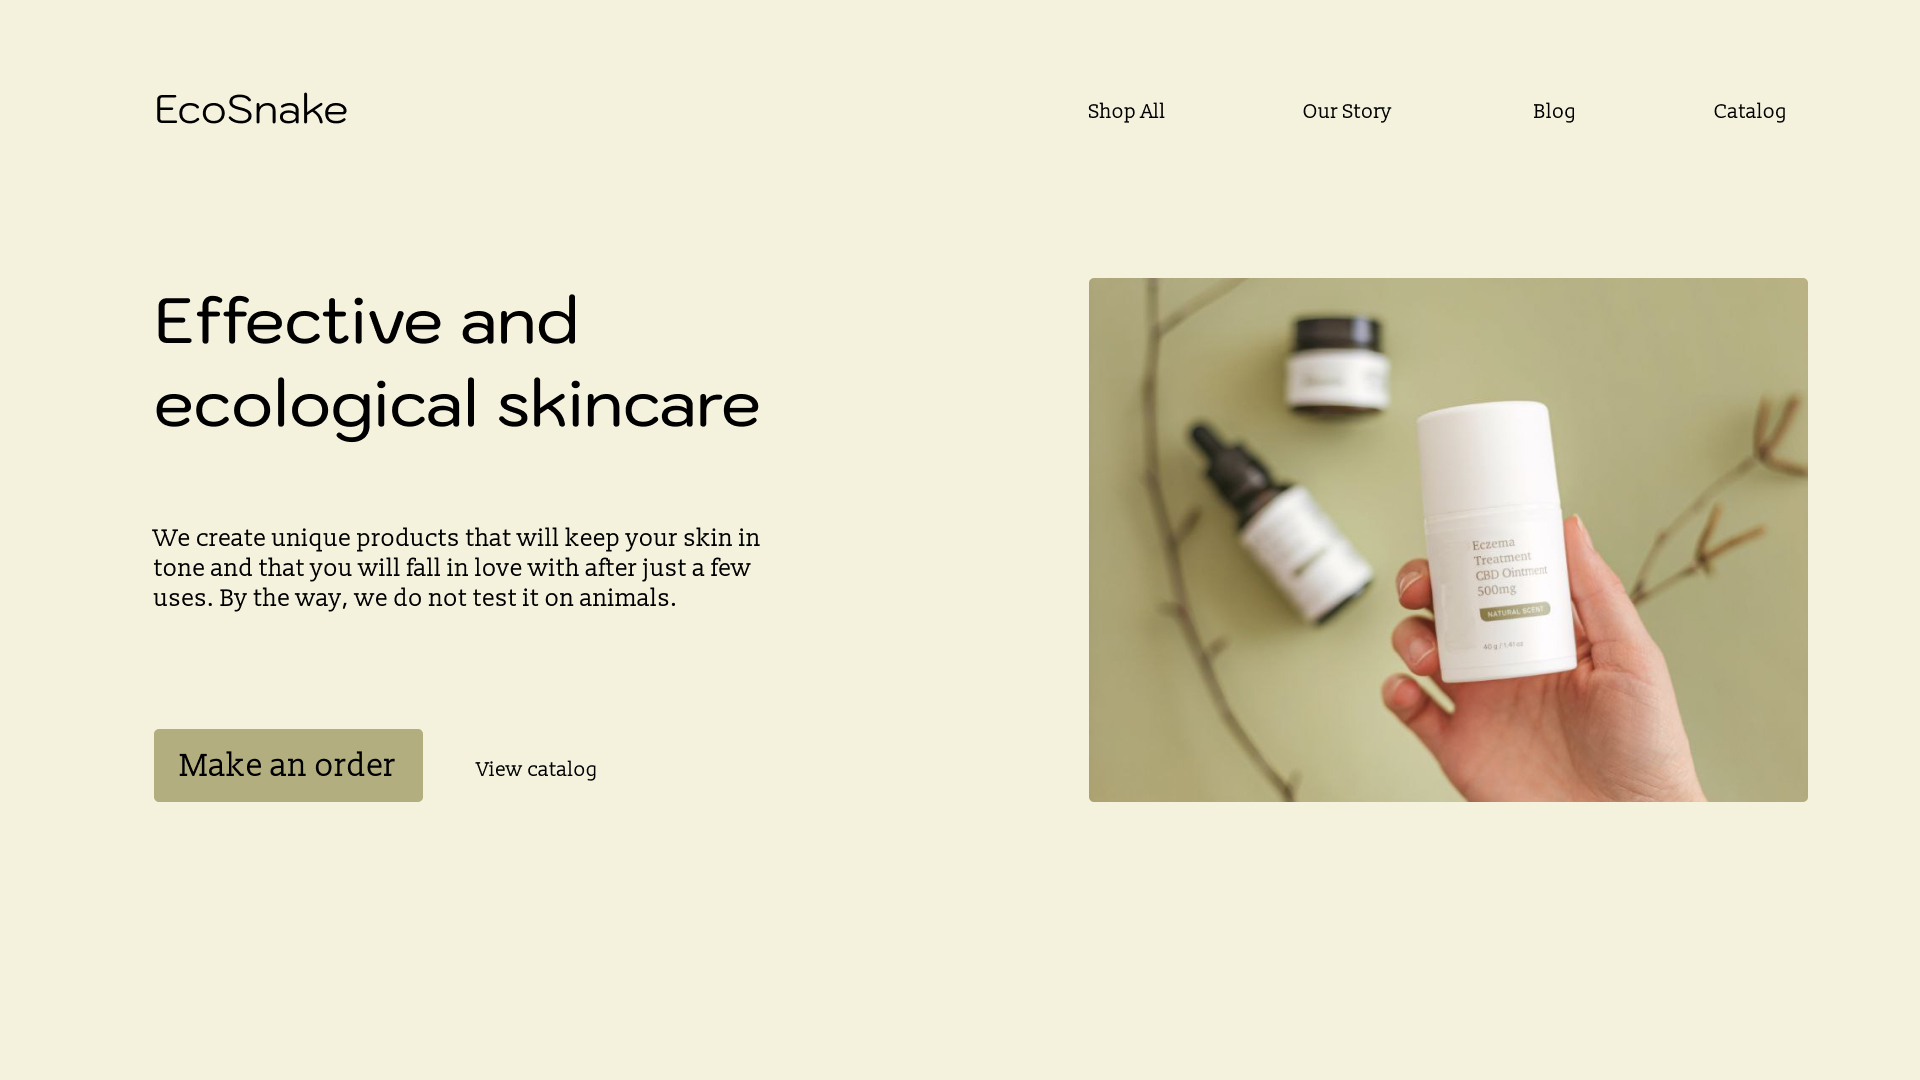 EcoSnake
Shop All
Our Story
Blog
Catalog
Effective and
ecological skincare
We create unique products that will keep your skin in
tone and that you will fall in love with after just a few
uses. By the way, we do not test it on animals.
Make an order
View catalog
Eczema
Treatment
CBD Ointment
500mg
NATURAL SCENT
40 g / 1.41 oz